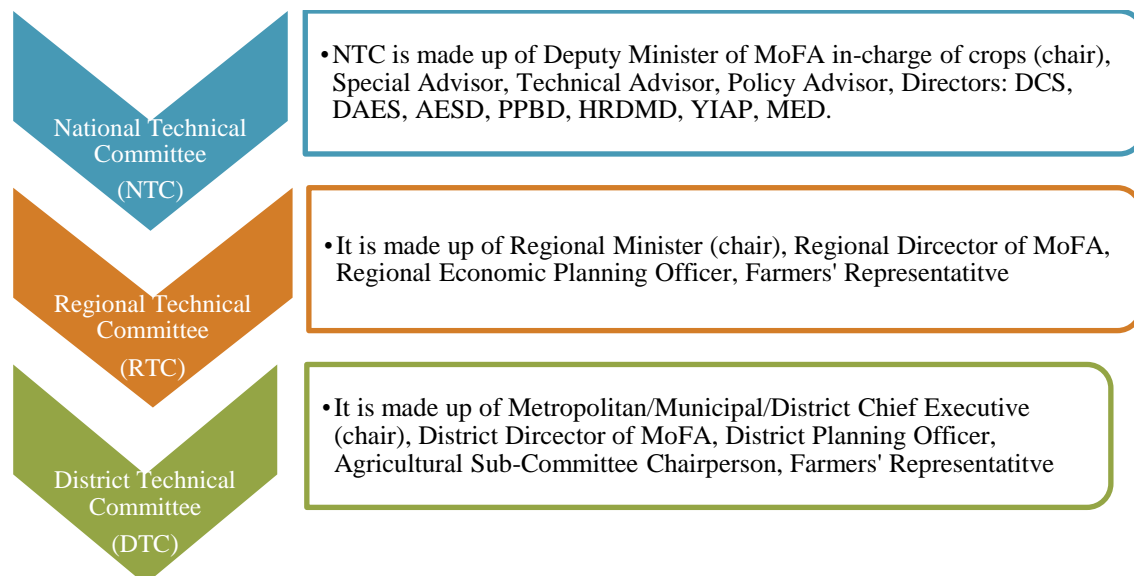 National Technical
Committee
(NTC)
•NTC is made up of Deputy Minister of MoFA in-charge of crops (chair),
Special Advisor, Technical Advisor, Policy Advisor, Directors: DCS,
DAES, AESD, PPBD, HRDMD, YIAP, MED.
Regional Technical
Committee
(RTC)
•It is made up of Regional Minister (chair), Regional Dircector of MoFA,
Regional Economic Planning Officer, Farmers' Representatitve
District Technical
Committee
(DTC)
•It is made up of Metropolitan/Municipal/District Chief Executive
(chair), District Dircector of MoFA, District Planning Officer,
Agricultural Sub-Committee Chairperson, Farmers' Representatitve